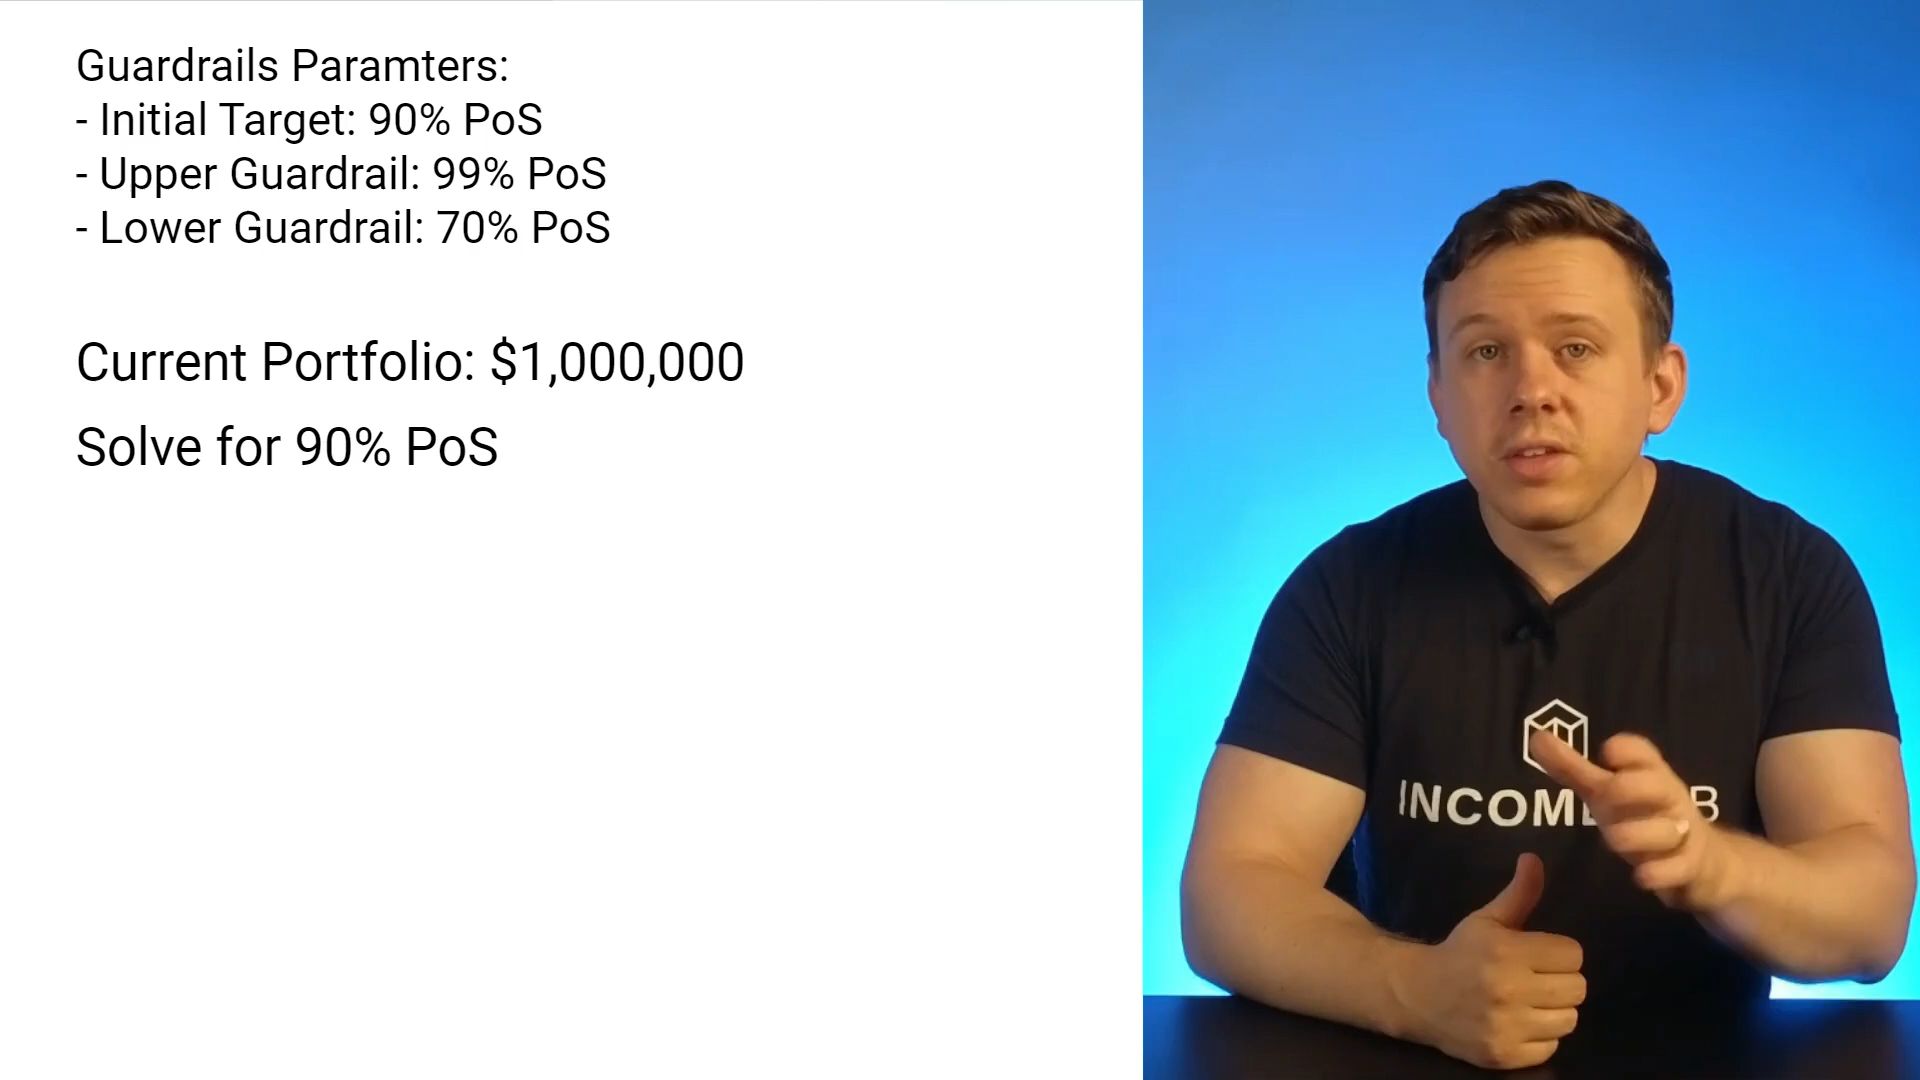 Guardrails Paramters:
- Initial Target: 90% PoS
- Upper Guardrail: 99% PoS
- Lower Guardrail: 70% PoS
Current Portfolio: $1,000,000
Solve for 90% PoS